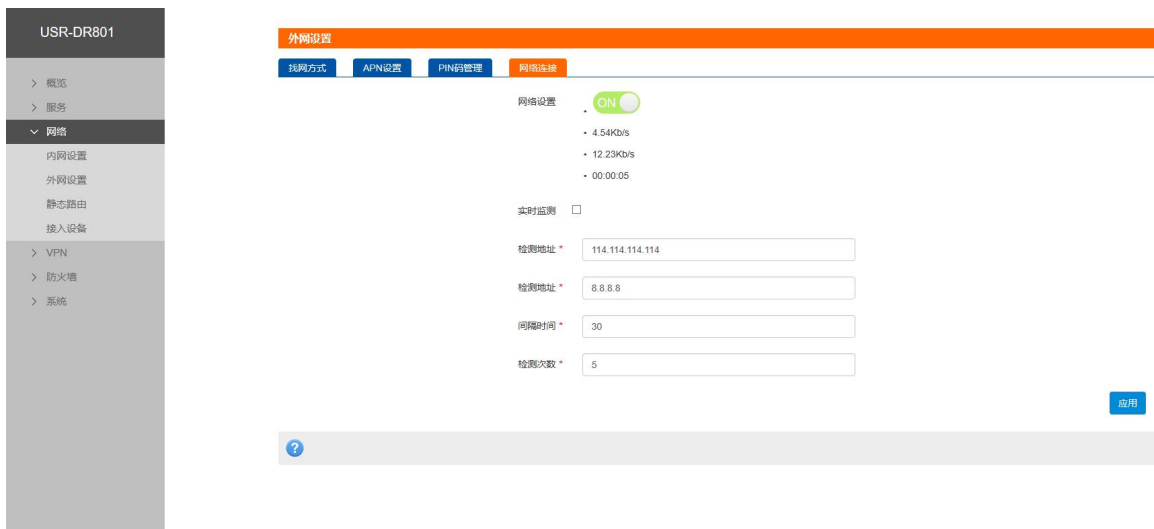 USR-DR801
概览
服务
网络
内网设置
外网设置
静态路由
接入设备
VPN
防火墙
系统
外网设置
找网方式 APN设置 PIN码管理 网络连接
网络设置 ON
4.54Kb/s
12.23Kb/s
00:00:05
实时监测
检测地址 * 114.114.114.114
检测地址 * 8.8.8.8
间隔时间 * 30
检测次数 * 5
应用
?